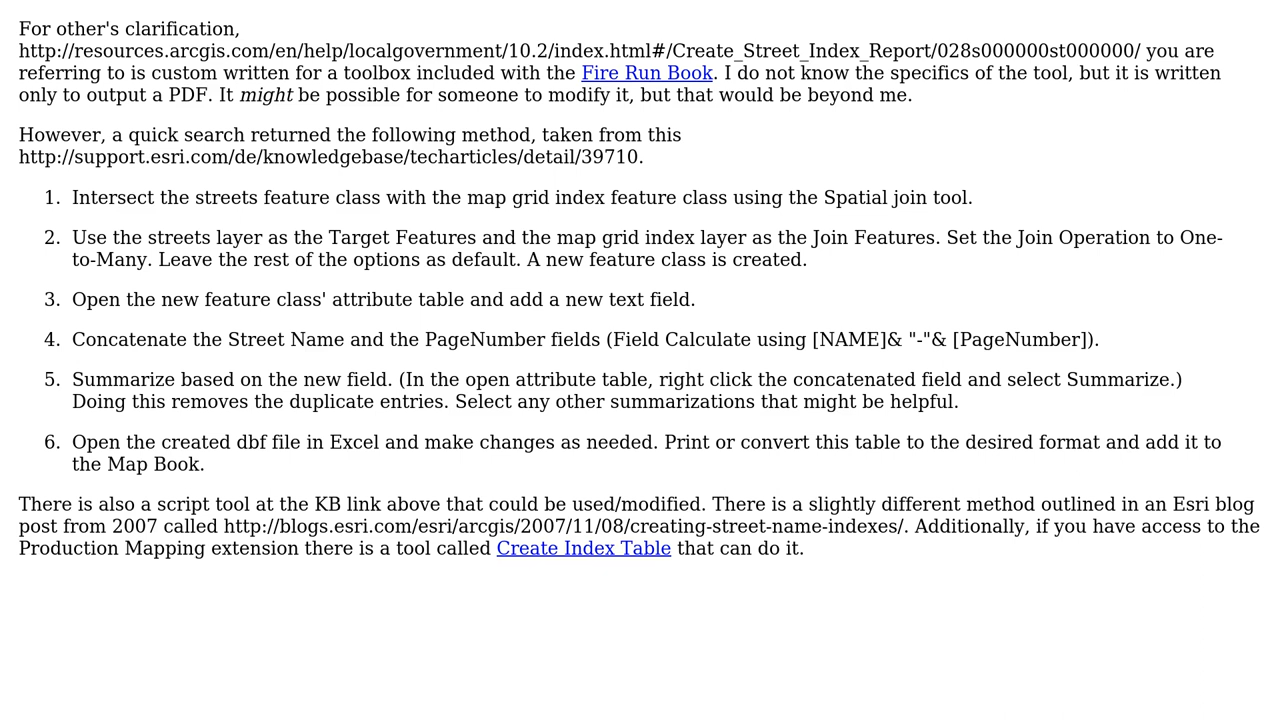 For other's clarification,
http://resources.arcgis.com/en/help/localgovernment/10.2/index.html#/Create_Street_Index_Report/028s000000st000000/ you are
referring to is custom written for a toolbox included with the Fire Run Book. I do not know the specifics of the tool, but it is written
only to output a PDF. It might be possible for someone to modify it, but that would be beyond me.
However, a quick search returned the following method, taken from this
http://support.esri.com/de/knowledgebase/techarticles/detail/39710.
1. Intersect the streets feature class with the map grid index feature class using the Spatial join tool.
2. Use the streets layer as the Target Features and the map grid index layer as the Join Features. Set the Join Operation to One-
to-Many. Leave the rest of the options as default. A new feature class is created.
3. Open the new feature class' attribute table and add a new text field.
4. Concatenate the Street Name and the PageNumber fields (Field Calculate using [NAME]& "-"& [PageNumber]).
5. Summarize based on the new field. (In the open attribute table, right click the concatenated field and select Summarize.)
Doing this removes the duplicate entries. Select any other summarizations that might be helpful.
6. Open the created dbf file in Excel and make changes as needed. Print or convert this table to the desired format and add it to
the Map Book.
There is also a script tool at the KB link above that could be used/modified. There is a slightly different method outlined in an Esri blog
post from 2007 called http://blogs.esri.com/esri/arcgis/2007/11/08/creating-street-name-indexes/. Additionally, if you have access to the
Production Mapping extension there is a tool called Create Index Table that can do it.